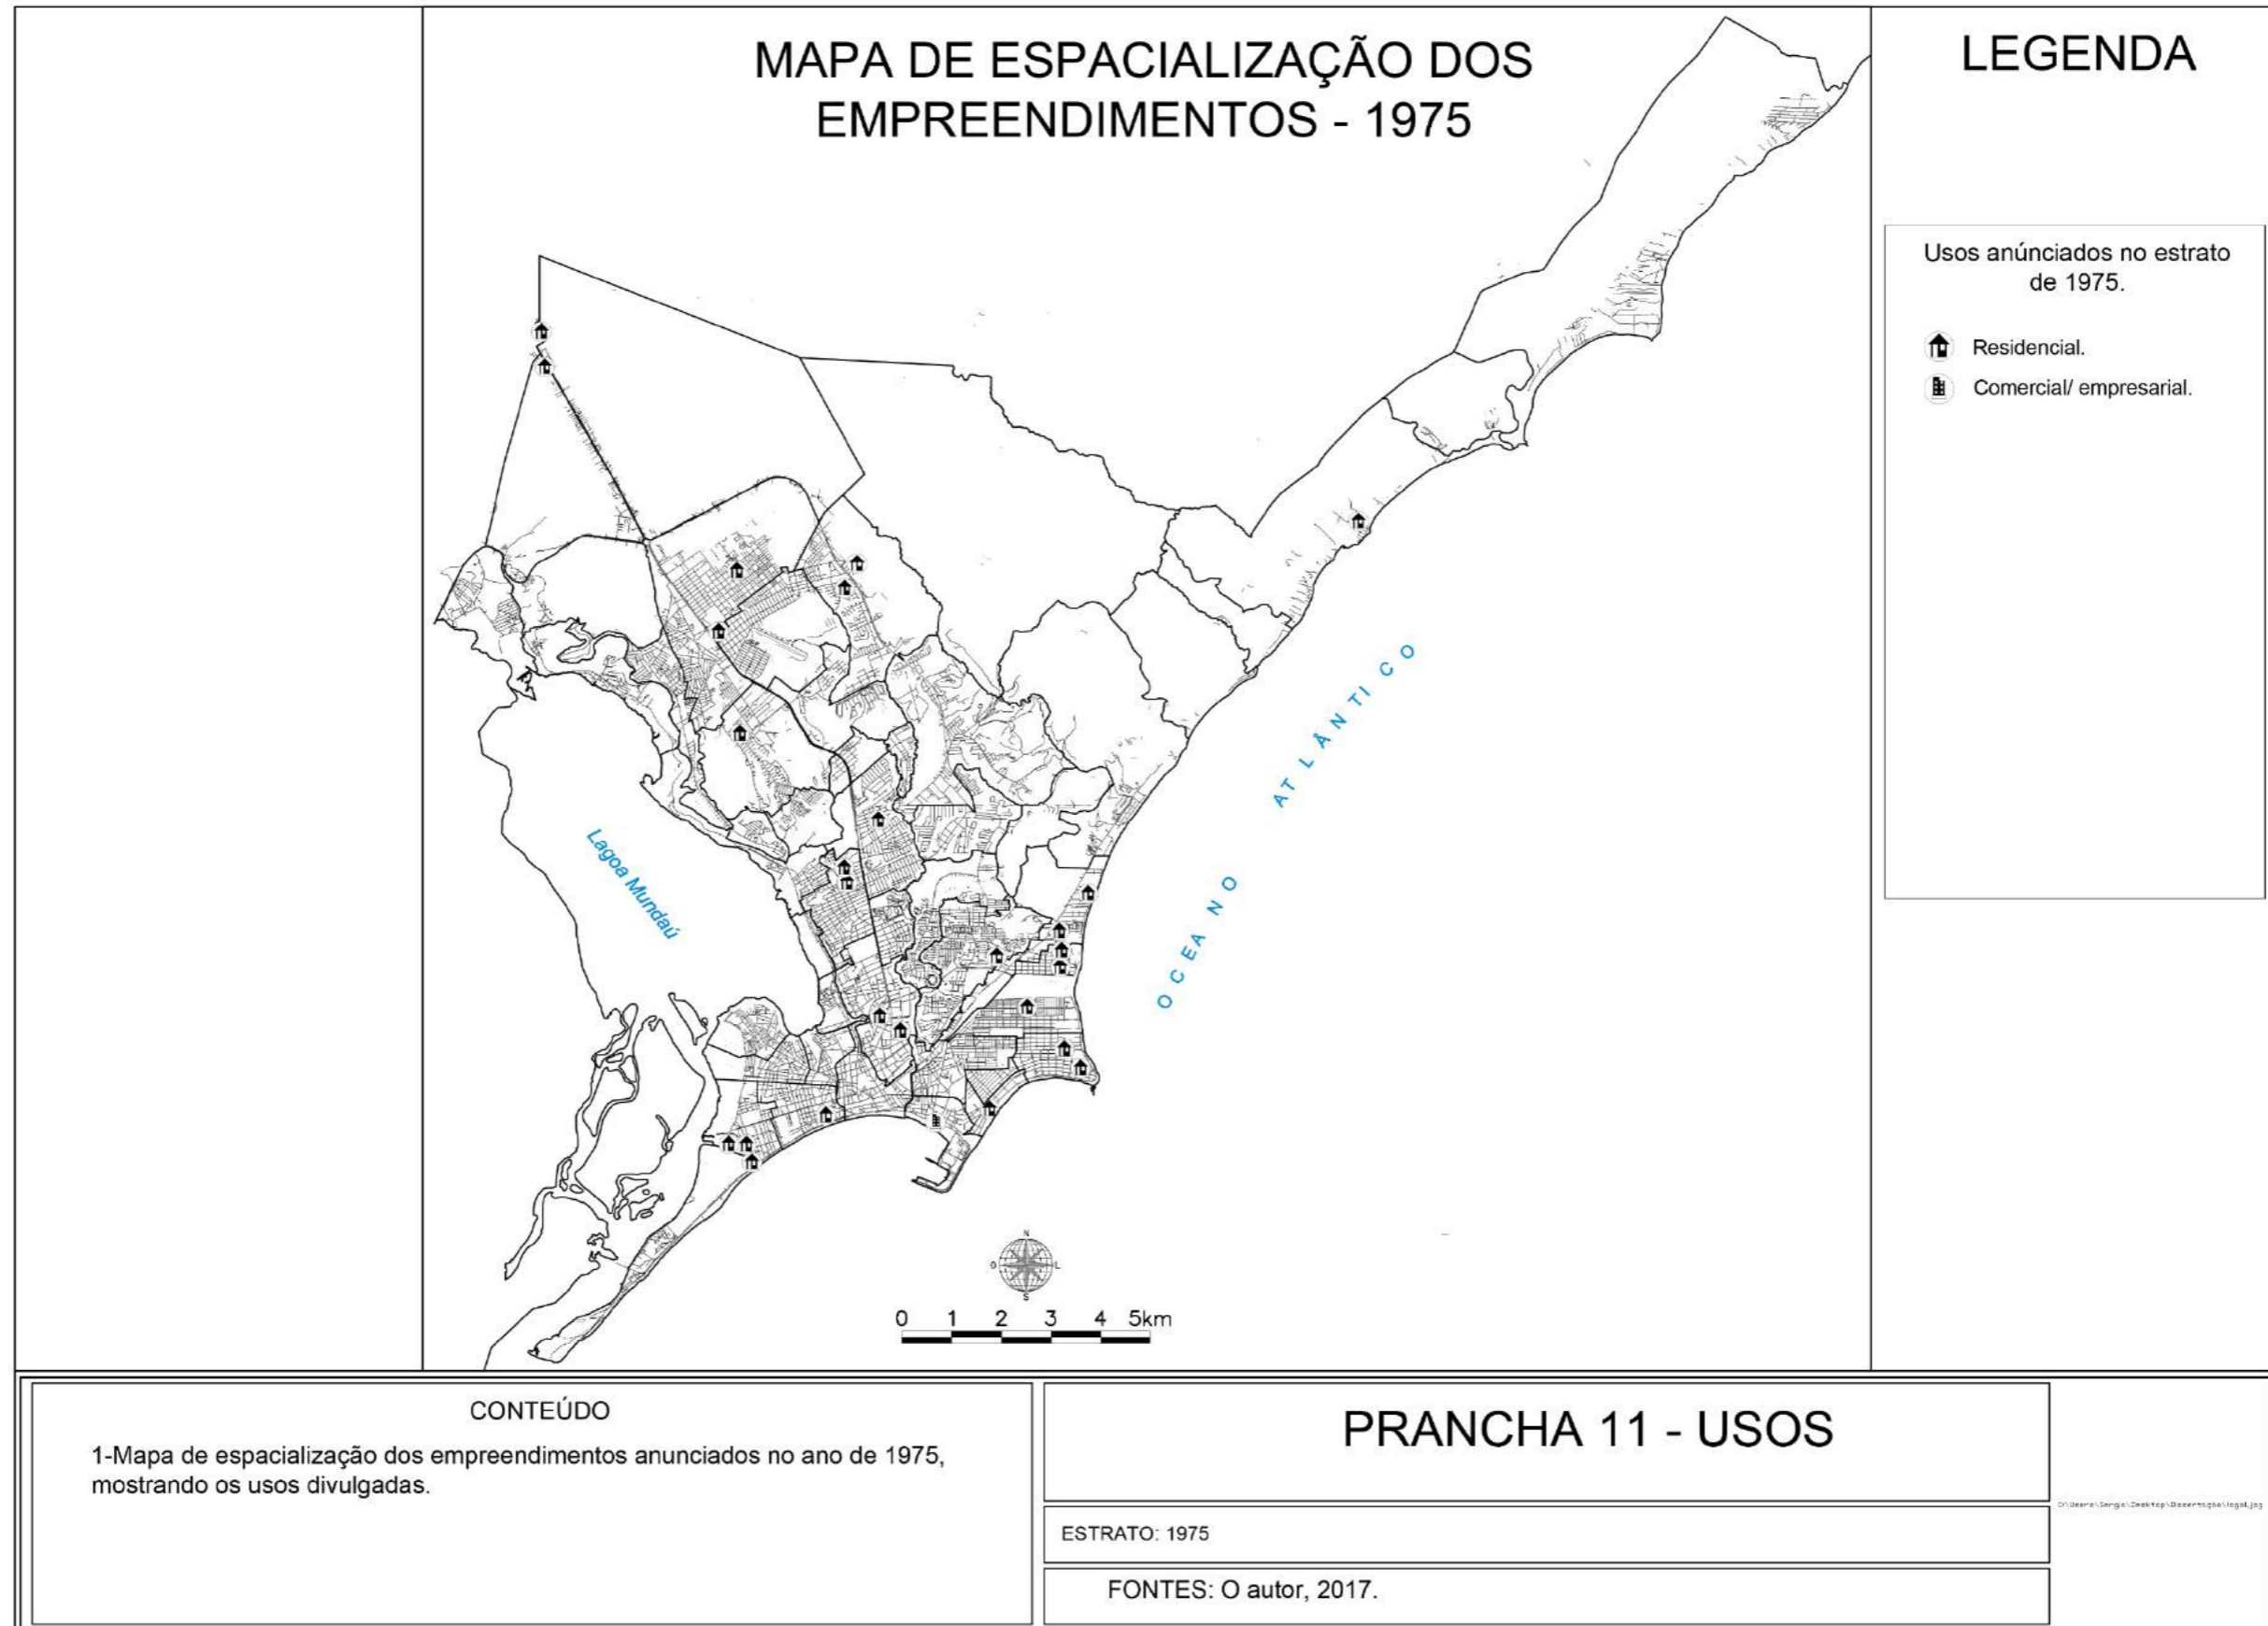 MAPA DE ESPACIALIZAÇÃO DOS
EMPREENDIMENTOS - 1975
LEGENDA
Usos anúnciados no estrato
de 1975.
Residencial.
Comercial/ empresarial.
OCEANO ATLÂNTICO
Lagoa Mundaú
N
O
L
S
0 1 2 3 4 5km
CONTEÚDO
1-Mapa de espacialização dos empreendimentos anunciados no ano de 1975,
mostrando os usos divulgadas.
PRANCHA 11 - USOS
ESTRATO: 1975
FONTES: O autor, 2017.